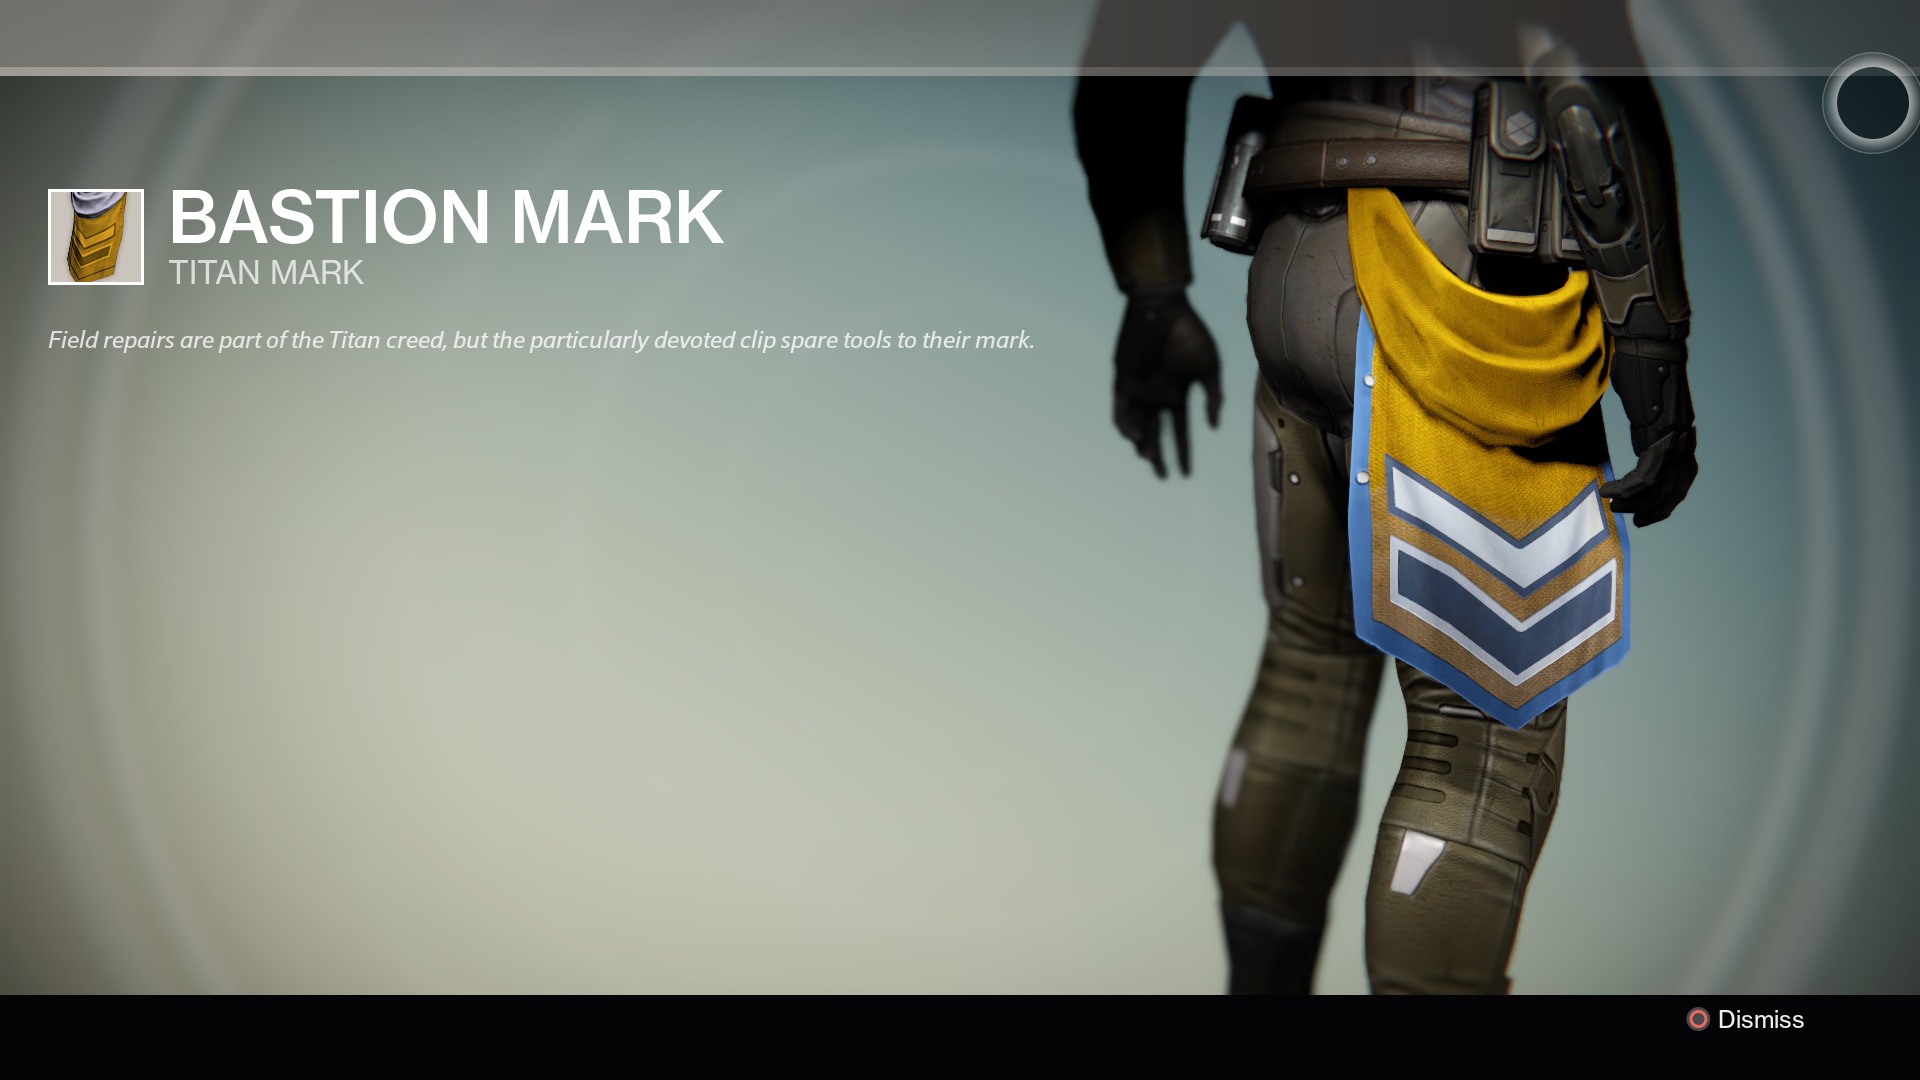 BASTION MARK
TITAN MARK
Field repairs are part of the Titan creed, but the particularly devoted clip spare tools to their mark.
Dismiss